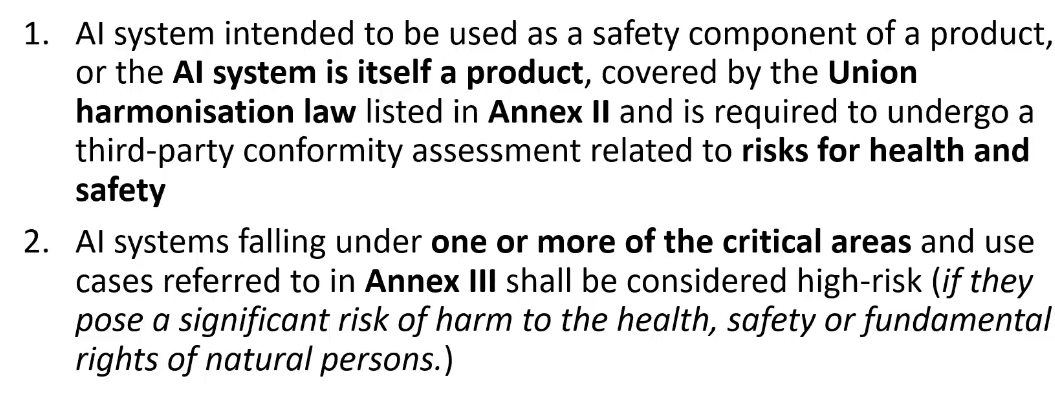 1. AI system intended to be used as a safety component of a product,
or the AI system is itself a product, covered by the Union
harmonisation law listed in Annex II and is required to undergo a
third-party conformity assessment related to risks for health and
safety
2. AI systems falling under one or more of the critical areas and use
cases referred to in Annex III shall be considered high-risk (if they
pose a significant risk of harm to the health, safety or fundamental
rights of natural persons.)